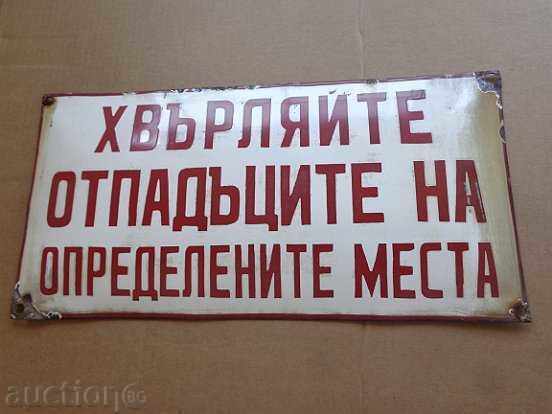 ХВЪРЛЯЙТЕ
ОТПАДЪЦИТЕ НА
ОПРЕДЕЛЕНИТЕ МЕСТА
auction.BG